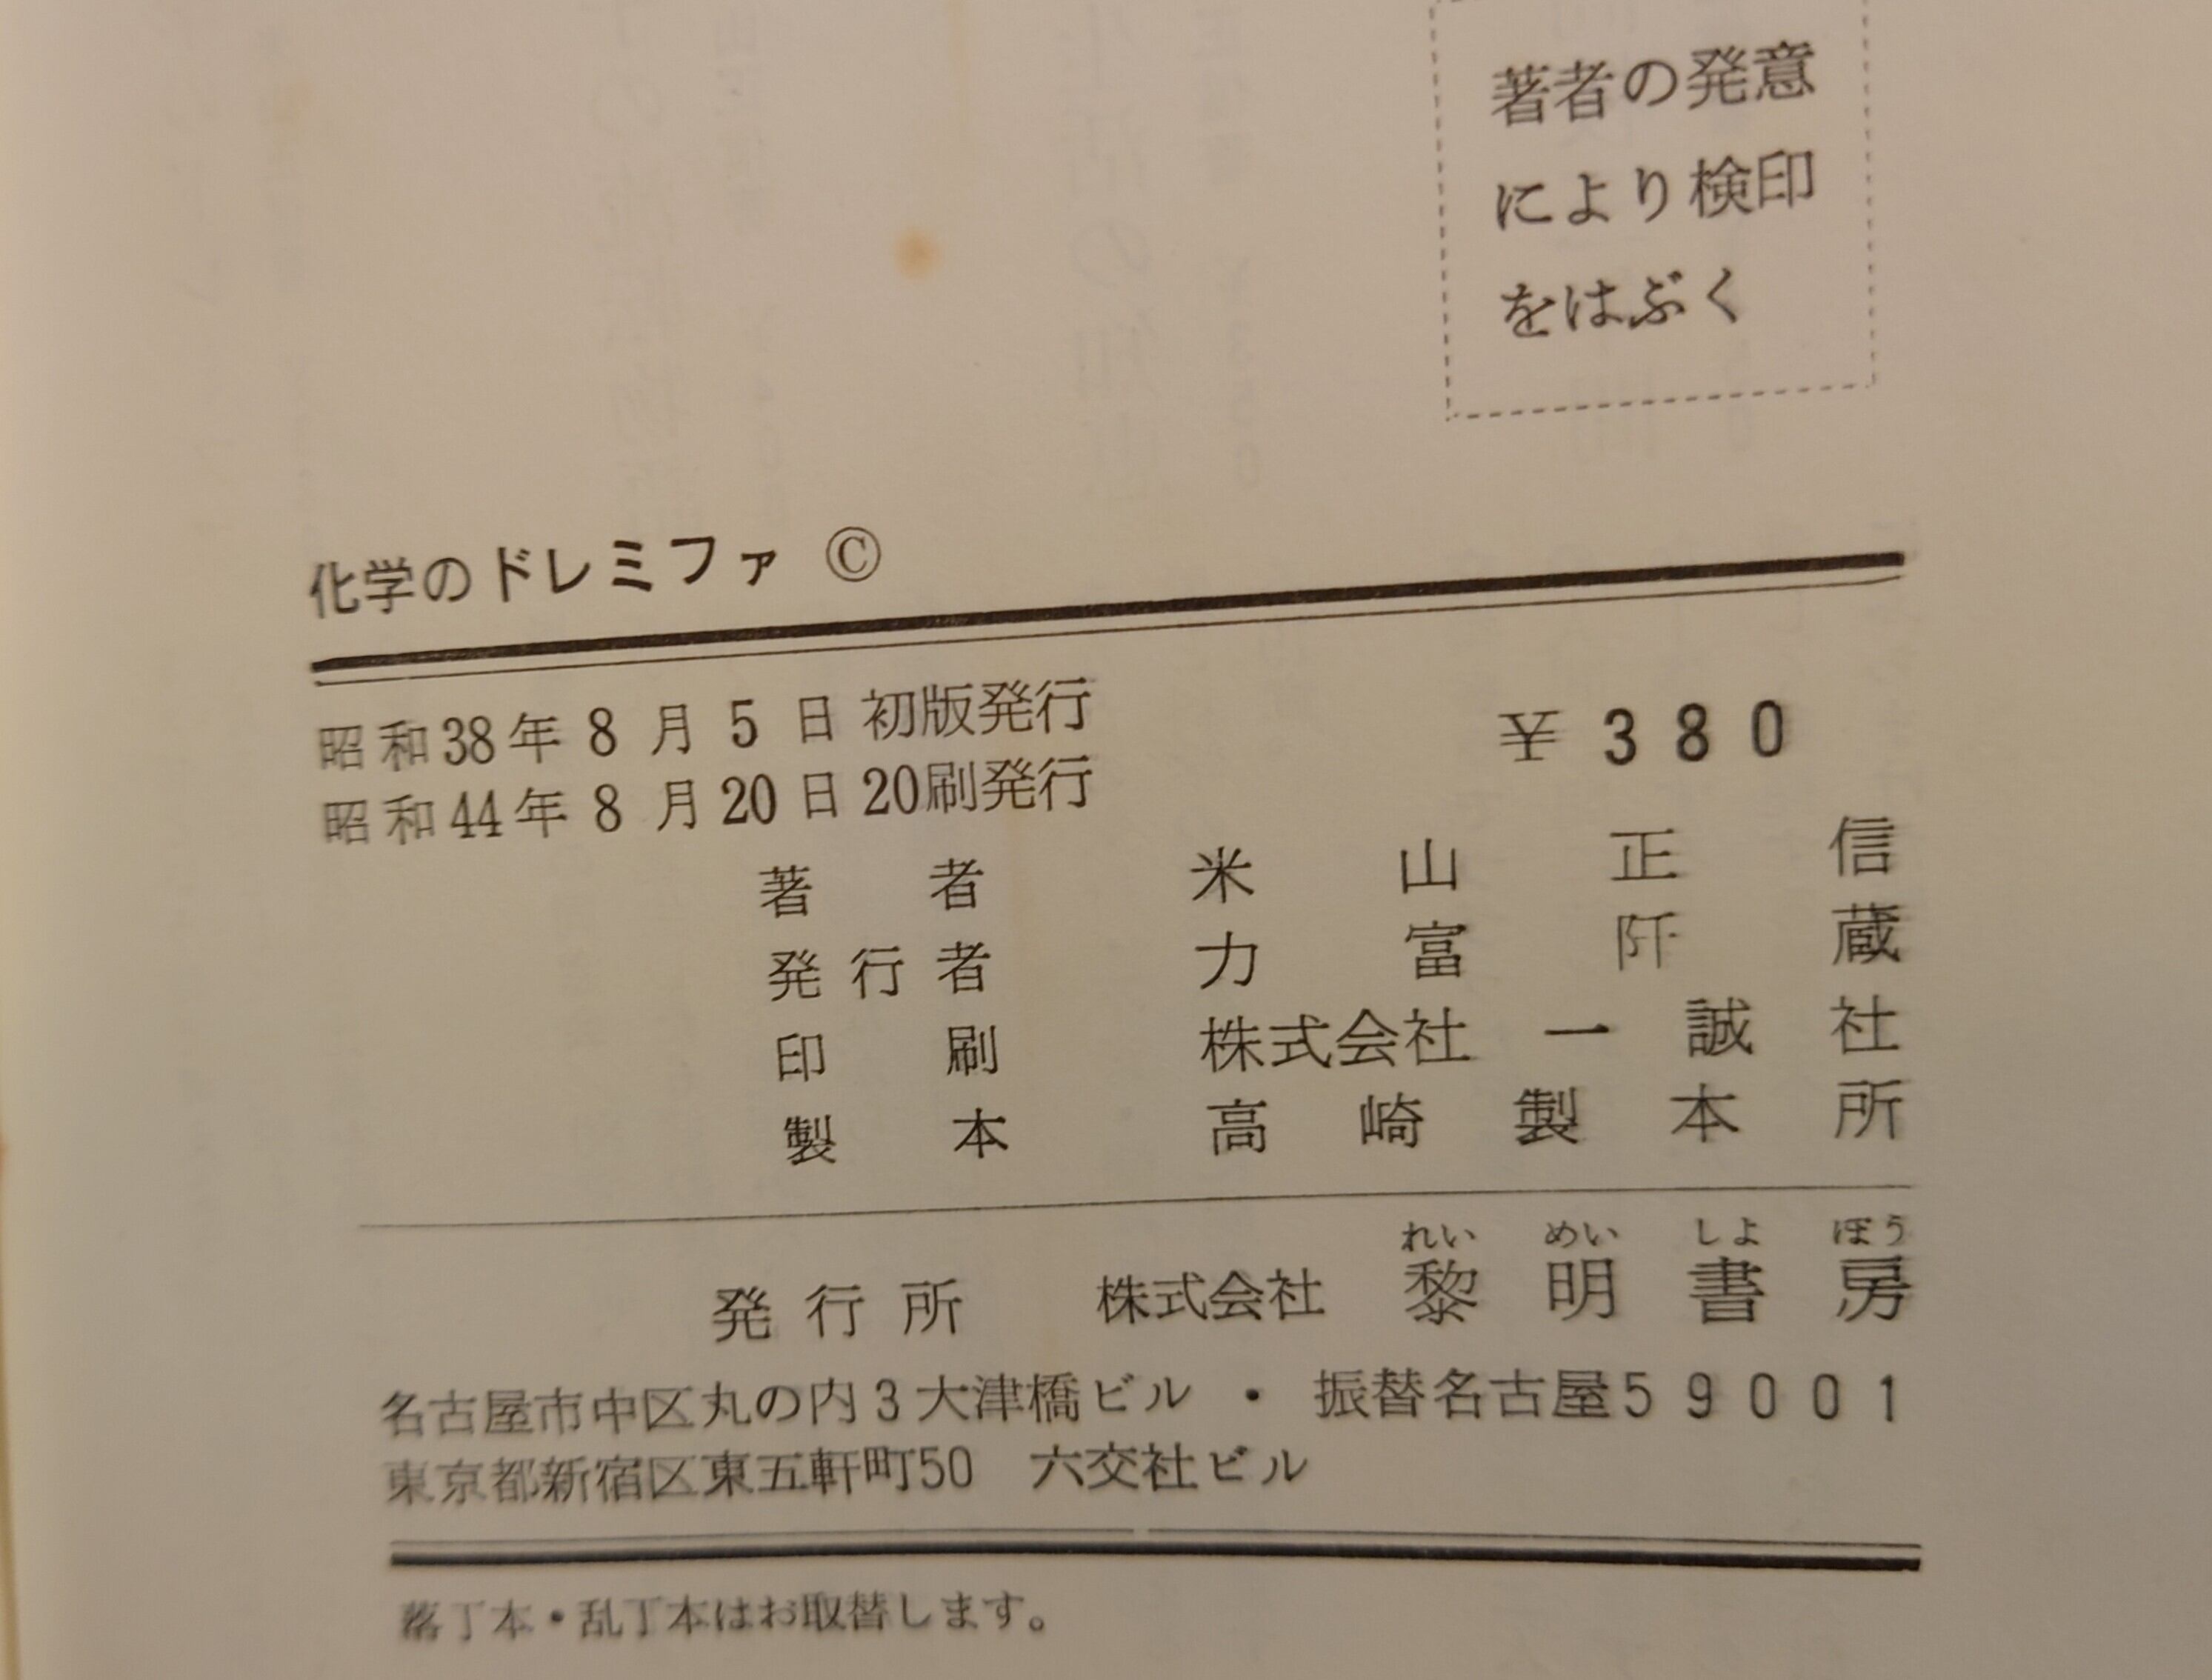 著者の発意
により検印
をはぶく
化学のドレミファ ©
昭和38年8月5日 初版発行
昭和44年8月20日 20刷発行
¥380
著者 米山正信
発行者 力富阡蔵
印刷 株式会社 一誠社
製本 高崎製本所
れい めい しよ ぼう
発行所 株式会社 黎明書房
名古屋市中区丸の内3大津橋ビル ・ 振替名古屋59001
東京都新宿区東五軒町50 六交社ビル
落丁本・乱丁本はお取替します。